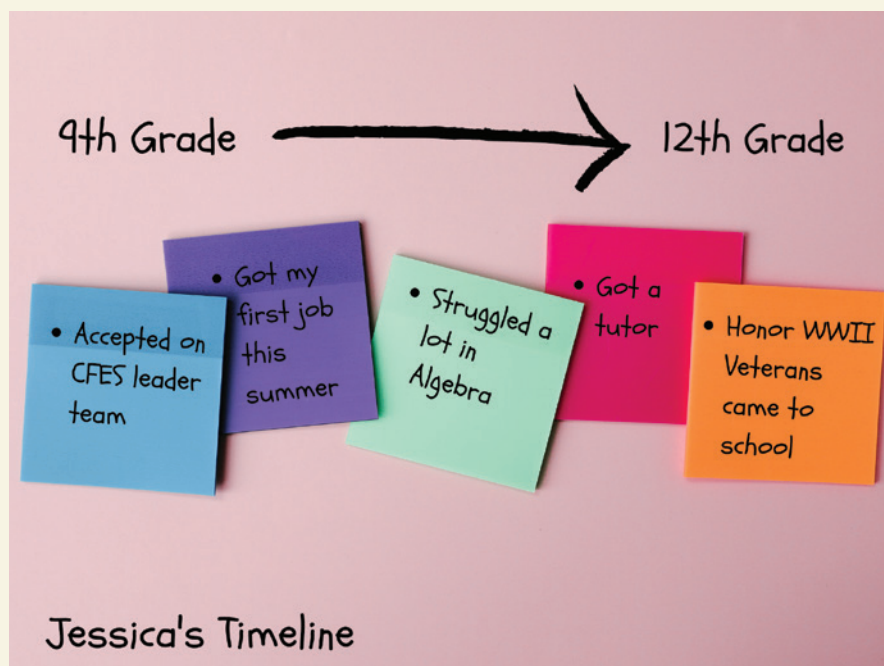 9th Grade
12th Grade
• Accepted on
CFES leader
team
• Got my
first job
this
summer
• Struggled a
lot in
Algebra
• Got a
tutor
• Honor WWII
Veterans
came to
school
Jessica's Timeline